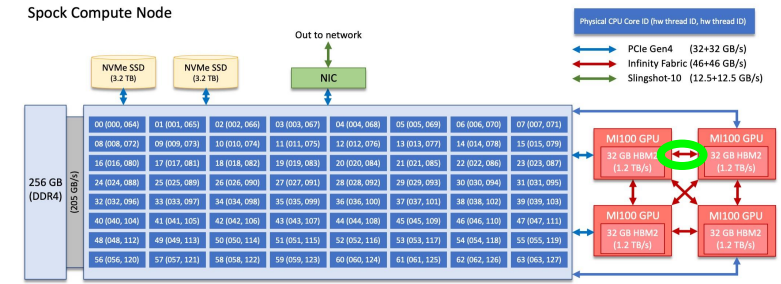 Spock Compute Node
Physical CPU Core ID (hw thread ID, hw thread ID)
Out to network
PCIe Gen4 (32+32 GB/s)
Infinity Fabric (46+46 GB/s)
Slingshot-10 (12.5+12.5 GB/s)
NVMe SSD
(3.2 TB)
NVMe SSD
(3.2 TB)
NIC
256 GB
(DDR4)
(205 GB/s)
00 (000, 064) 01 (001, 065) 02 (002, 066) 03 (003, 067) 04 (004, 068) 05 (005, 069) 06 (006, 070) 07 (007, 071)
08 (008, 072) 09 (009, 073) 10 (010, 074) 11 (011, 075) 12 (012, 076) 13 (013, 077) 14 (014, 078) 15 (015, 079)
16 (016, 080) 17 (017, 081) 18 (018, 082) 19 (019, 083) 20 (020, 084) 21 (021, 085) 22 (022, 086) 23 (023, 087)
24 (024, 088) 25 (025, 089) 26 (026, 090) 27 (027, 091) 28 (028, 092) 29 (029, 093) 30 (030, 094) 31 (031, 095)
32 (032, 096) 33 (033, 097) 34 (034, 098) 35 (035, 099) 36 (036, 100) 37 (037, 101) 38 (038, 102) 39 (039, 103)
40 (040, 104) 41 (041, 105) 42 (042, 106) 43 (043, 107) 44 (044, 108) 45 (045, 109) 46 (046, 110) 47 (047, 111)
48 (048, 112) 49 (049, 113) 50 (050, 114) 51 (051, 115) 52 (052, 116) 53 (053, 117) 54 (054, 118) 55 (055, 119)
56 (056, 120) 57 (057, 121) 58 (058, 122) 59 (059, 123) 60 (060, 124) 61 (061, 125) 62 (062, 126) 63 (063, 127)
MI100 GPU
32 GB HBM2
(1.2 TB/s)
MI100 GPU
32 GB HBM2
(1.2 TB/s)
MI100 GPU
32 GB HBM2
(1.2 TB/s)
MI100 GPU
32 GB HBM2
(1.2 TB/s)